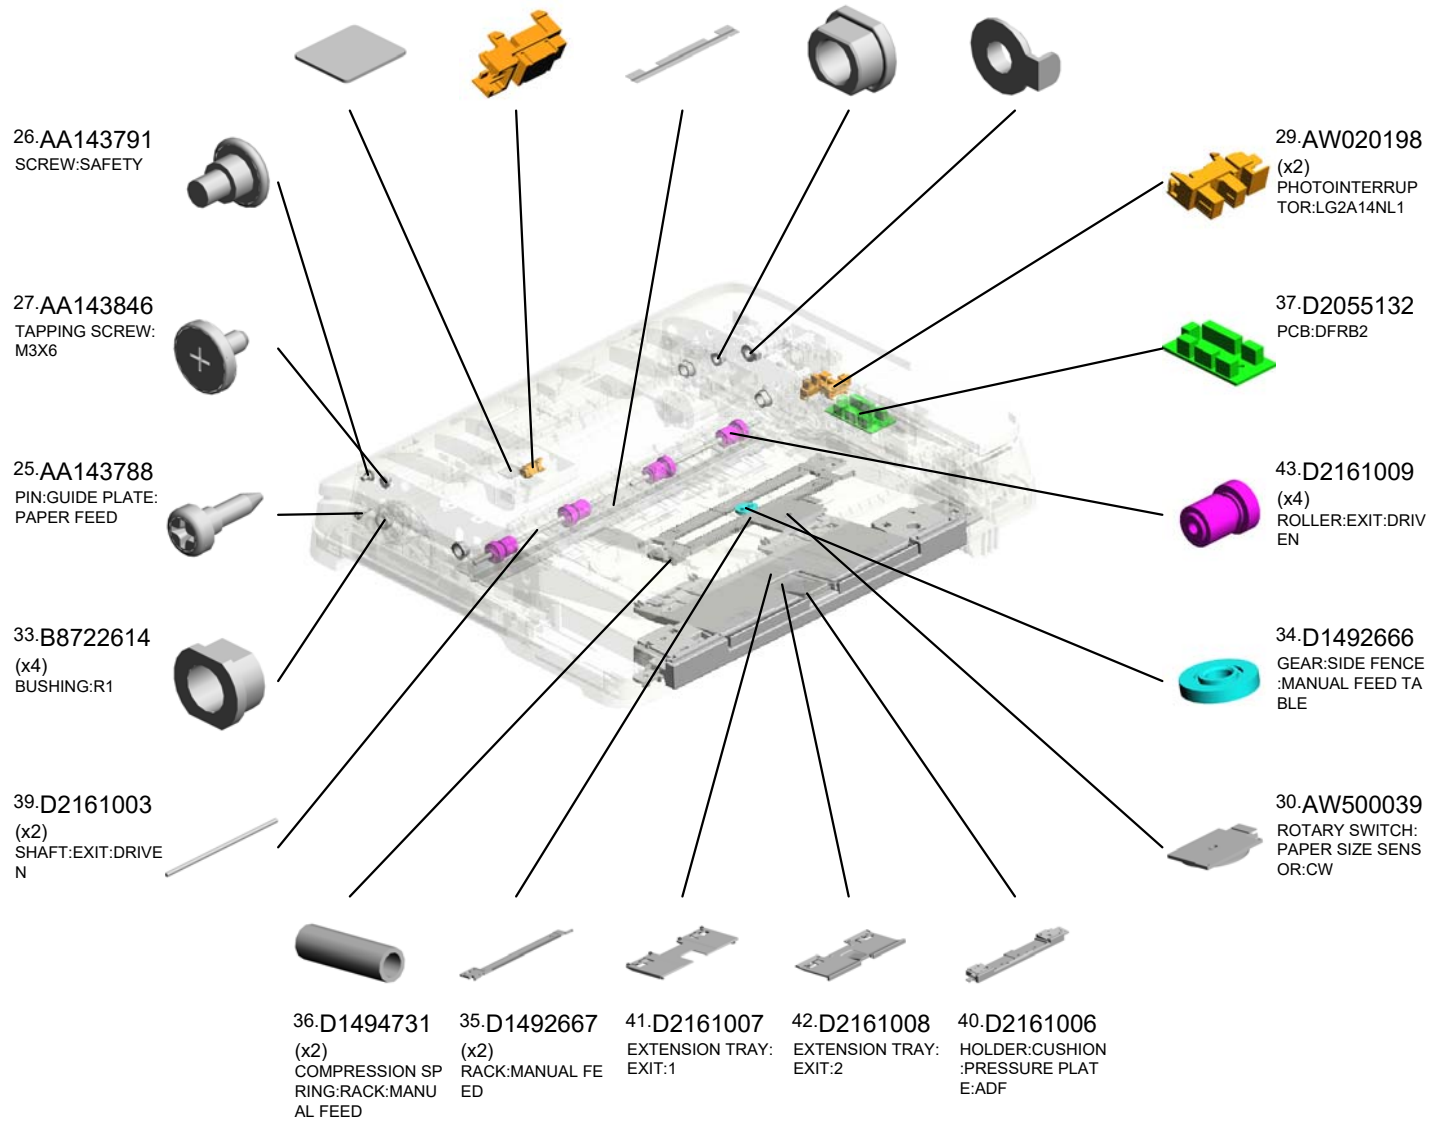 26.AA143791
SCREW:SAFETY
27.AA143846
TAPPING SCREW:
M3X6
25.AA143788
PIN:GUIDE PLATE:
PAPER FEED
33.B8722614
(x4)
BUSHING:R1
39.D2161003
(x2)
SHAFT:EXIT:DRIVE
N
36.D1494731
(x2)
COMPRESSION SP
RING:RACK:MANU
AL FEED
35.D1492667
(x2)
RACK:MANUAL FE
ED
41.D2161007
EXTENSION TRAY:
EXIT:1
42.D2161008
EXTENSION TRAY:
EXIT:2
40.D2161006
HOLDER:CUSHION
:PRESSURE PLAT
E:ADF
29.AW020198
(x2)
PHOTOINTERRUP
TOR:LG2A14NL1
37.D2055132
PCB:DFRB2
43.D2161009
(x4)
ROLLER:EXIT:DRIV
EN
34.D1492666
GEAR:SIDE FENCE
:MANUAL FEED TA
BLE
30.AW500039
ROTARY SWITCH:
PAPER SIZE SENS
OR:CW